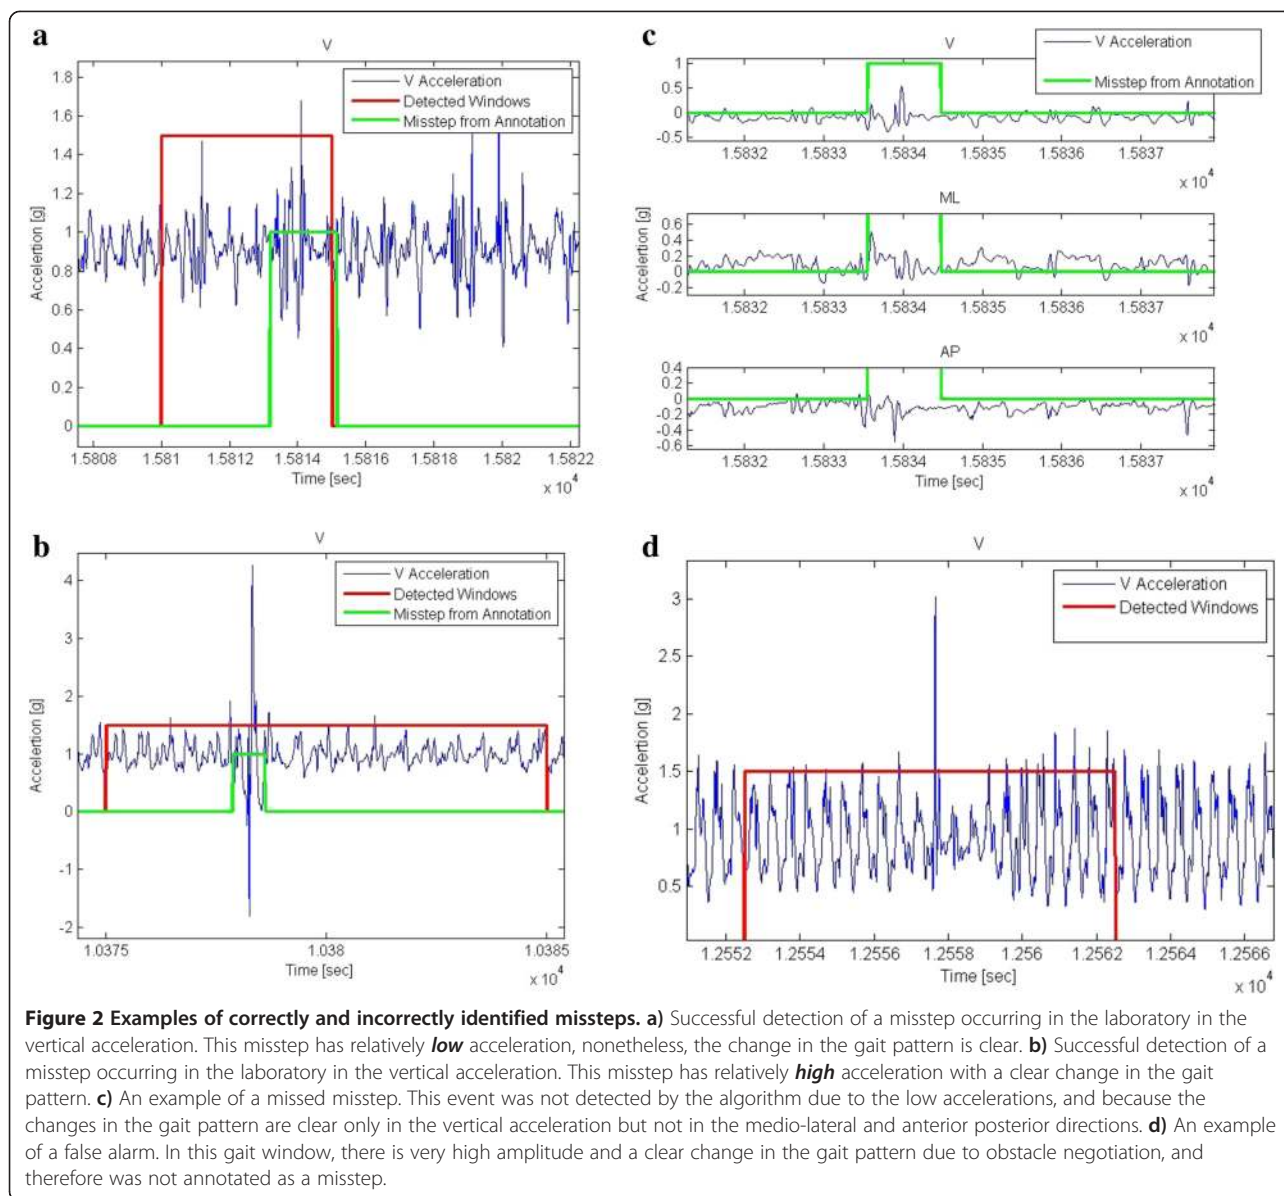 a
V
V Acceleration
Detected Windows
Misstep from Annotation
1.8
1.6
1.4
1.2
1
0.8
0.6
0.4
0.2
0
Accelertion [g]
1.5808 1.581 1.5812 1.5814 1.5816 1.5818 1.582 1.5822
Time [sec]
x 10^4
c
V
V Acceleration
Misstep from Annotation
1
0
-0.5
1.5832 1.5833 1.5834 1.5835 1.5836 1.5837
x 10^4
ML
0.6
0.4
0.2
0
-0.2
Accelertion [g]
1.5832 1.5833 1.5834 1.5835 1.5836 1.5837
x 10^4
AP
0.4
0.2
0
-0.2
-0.4
-0.6
1.5832 1.5833 1.5834 1.5835 1.5836 1.5837
Time [sec]
x 10^4
b
V
V Acceleration
Detected Windows
Misstep from Annotation
4
3
2
1
0
-1
-2
Accelertion [g]
1.0375 1.038 1.0385
Time [sec]
x 10^4
d
V
V Acceleration
Detected Windows
3
2.5
2
1.5
1
0.5
Accelertion [g]
1.2552 1.2554 1.2556 1.2558 1.256 1.2562 1.2564 1.2566
Time [sec]
x 10^4
Figure 2 Examples of correctly and incorrectly identified missteps. a) Successful detection of a misstep occurring in the laboratory in the
vertical acceleration. This misstep has relatively low acceleration, nonetheless, the change in the gait pattern is clear. b) Successful detection of a
misstep occurring in the laboratory in the vertical acceleration. This misstep has relatively high acceleration with a clear change in the gait
pattern. c) An example of a missed misstep. This event was not detected by the algorithm due to the low accelerations, and because the
changes in the gait pattern are clear only in the vertical acceleration but not in the medio-lateral and anterior posterior directions. d) An example
of a false alarm. In this gait window, there is very high amplitude and a clear change in the gait pattern due to obstacle negotiation, and
therefore was not annotated as a misstep.